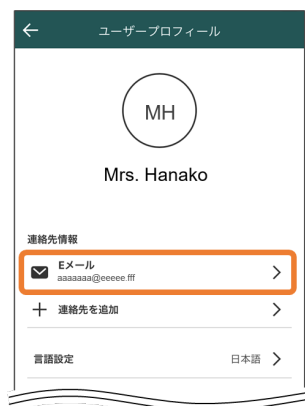 ユーザープロフィール
MH
Mrs. Hanako
連絡先情報
Eメール
aaaaaaa@eeeee.fff
連絡先を追加
言語設定 日本語